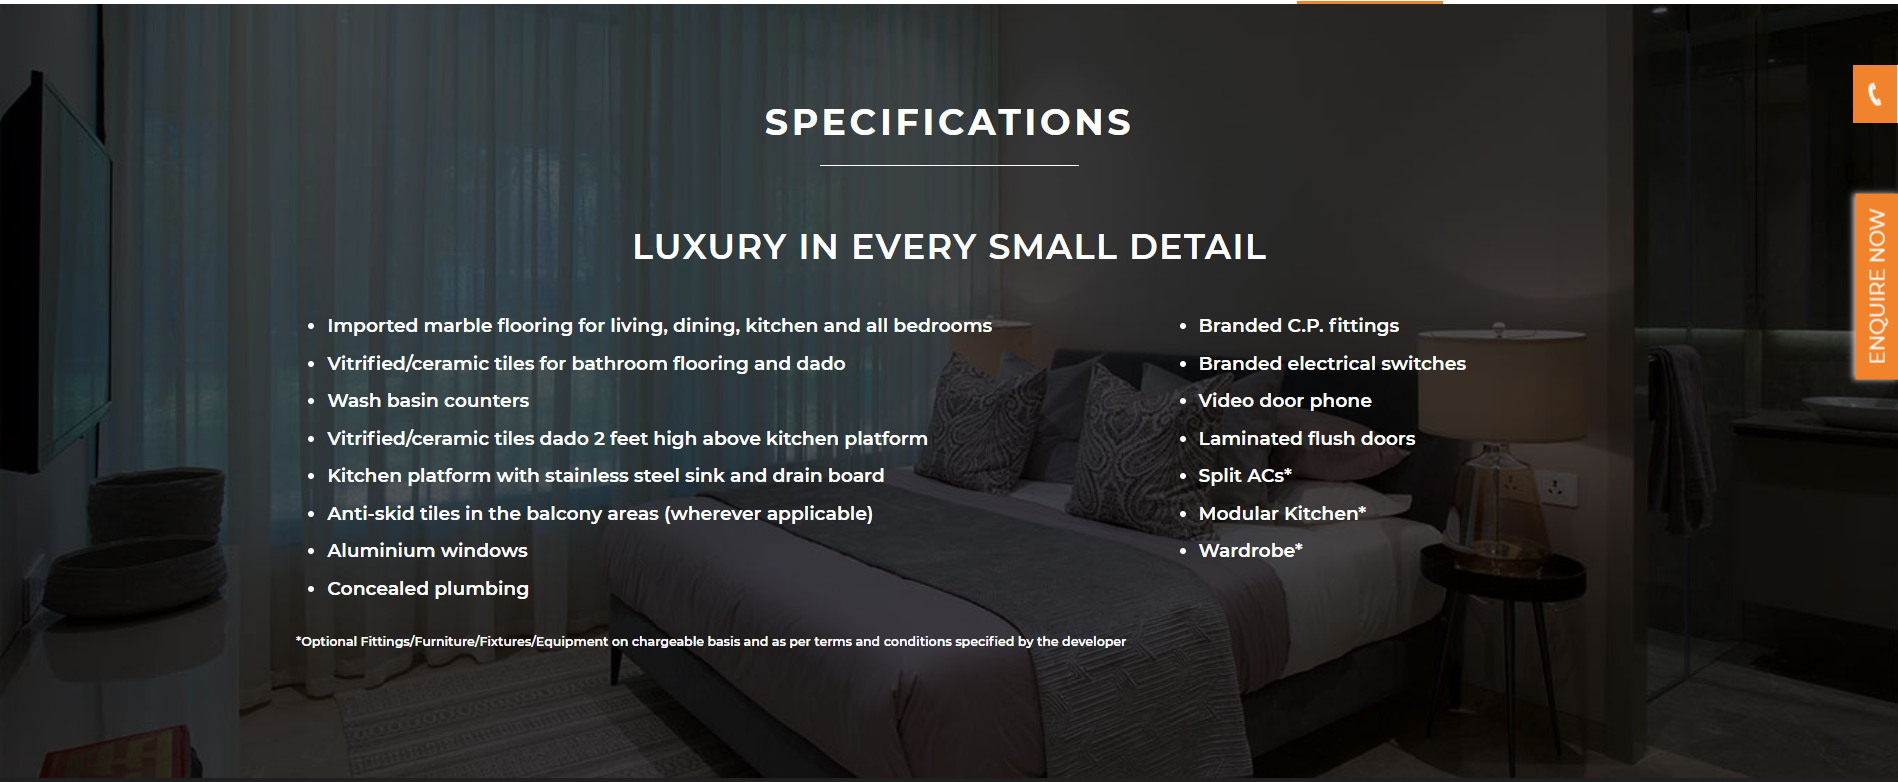 SPECIFICATIONS
LUXURY IN EVERY SMALL DETAIL
• Imported marble flooring for living, dining, kitchen and all bedrooms
• Vitrified/ceramic tiles for bathroom flooring and dado
• Wash basin counters
• Vitrified/ceramic tiles dado 2 feet high above kitchen platform
• Kitchen platform with stainless steel sink and drain board
• Anti-skid tiles in the balcony areas (wherever applicable)
• Aluminium windows
• Concealed plumbing
• Branded C.P. fittings
• Branded electrical switches
• Video door phone
• Laminated flush doors
• Split ACs*
• Modular Kitchen*
• Wardrobe*
*Optional Fittings/Furniture/Fixtures/Equipment on chargeable basis and as per terms and conditions specified by the developer
ENQUIRE NOW